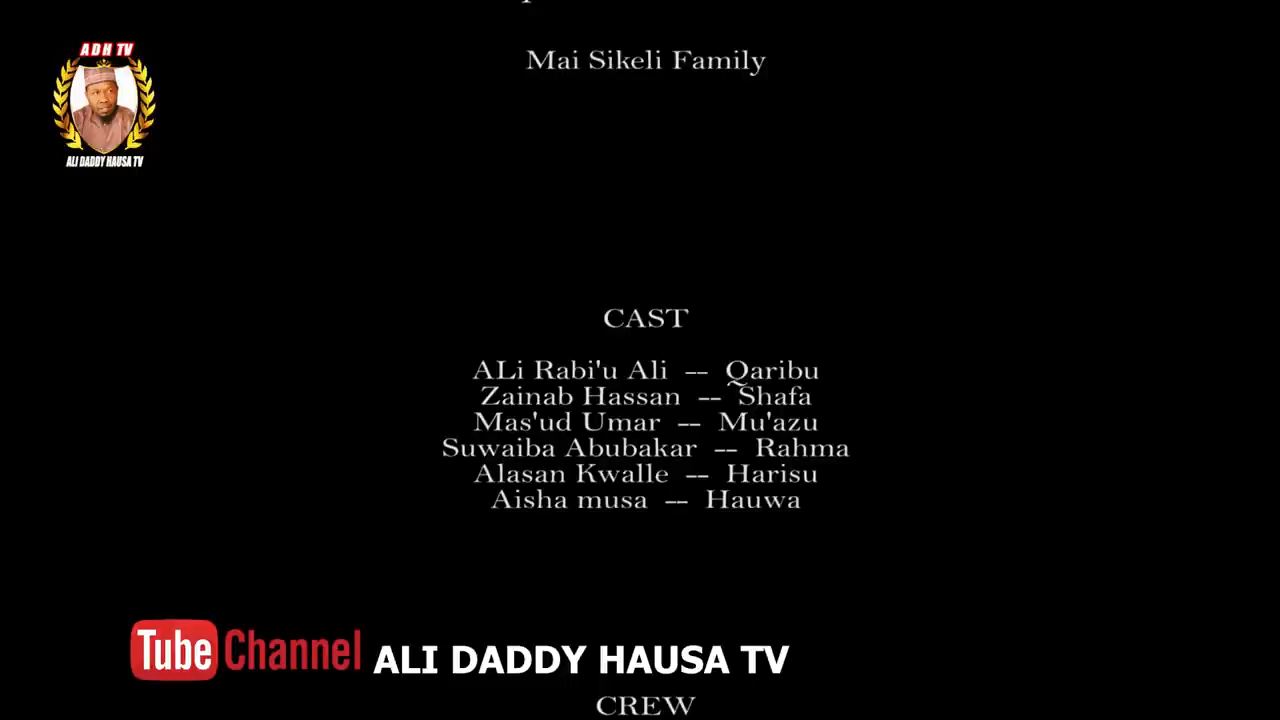 A D H TV
ALI DADDY HAUSA TV
Mai Sikeli Family
CAST
ALi Rabi'u Ali -- Qaribu
Zainab Hassan -- Shafa
Mas'ud Umar -- Mu'azu
Suwaiba Abubakar -- Rahma
Alasan Kwalle -- Harisu
Aisha musa -- Hauwa
Tube Channel ALI DADDY HAUSA TV
CREW